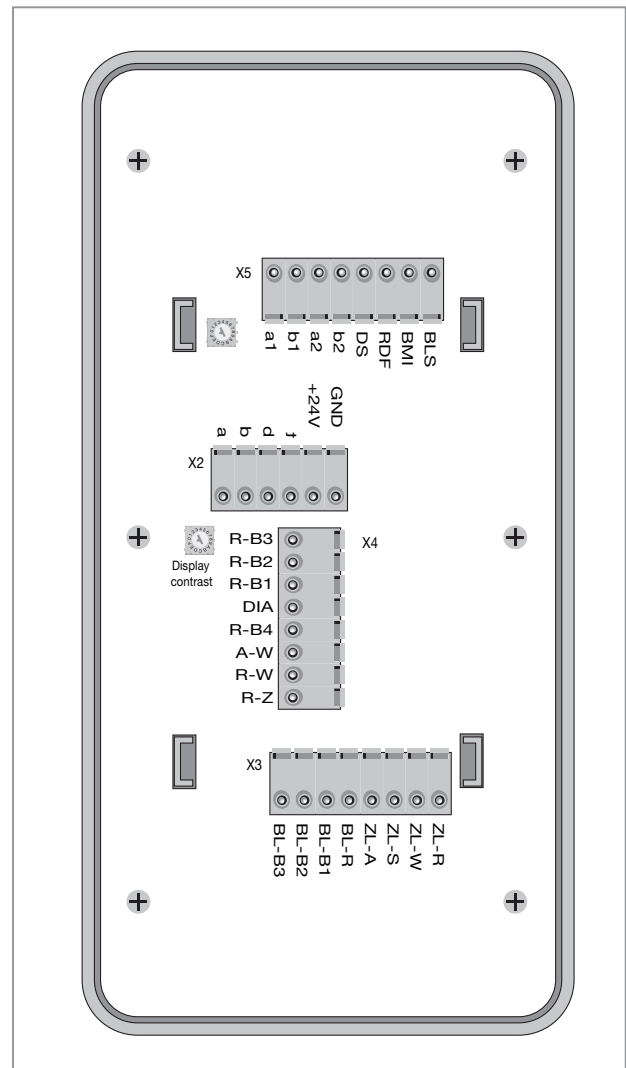 X5
a1 b1 a2 b2 DS RDF BMI BLS
a b d f +24V GND
X2
Display
contrast
X4
R-B3
R-B2
R-B1
DIA
R-B4
A-W
R-W
R-Z
X3
BL-B3 BL-B2 BL-B1 BL-R ZL-A ZL-S ZL-W ZL-R